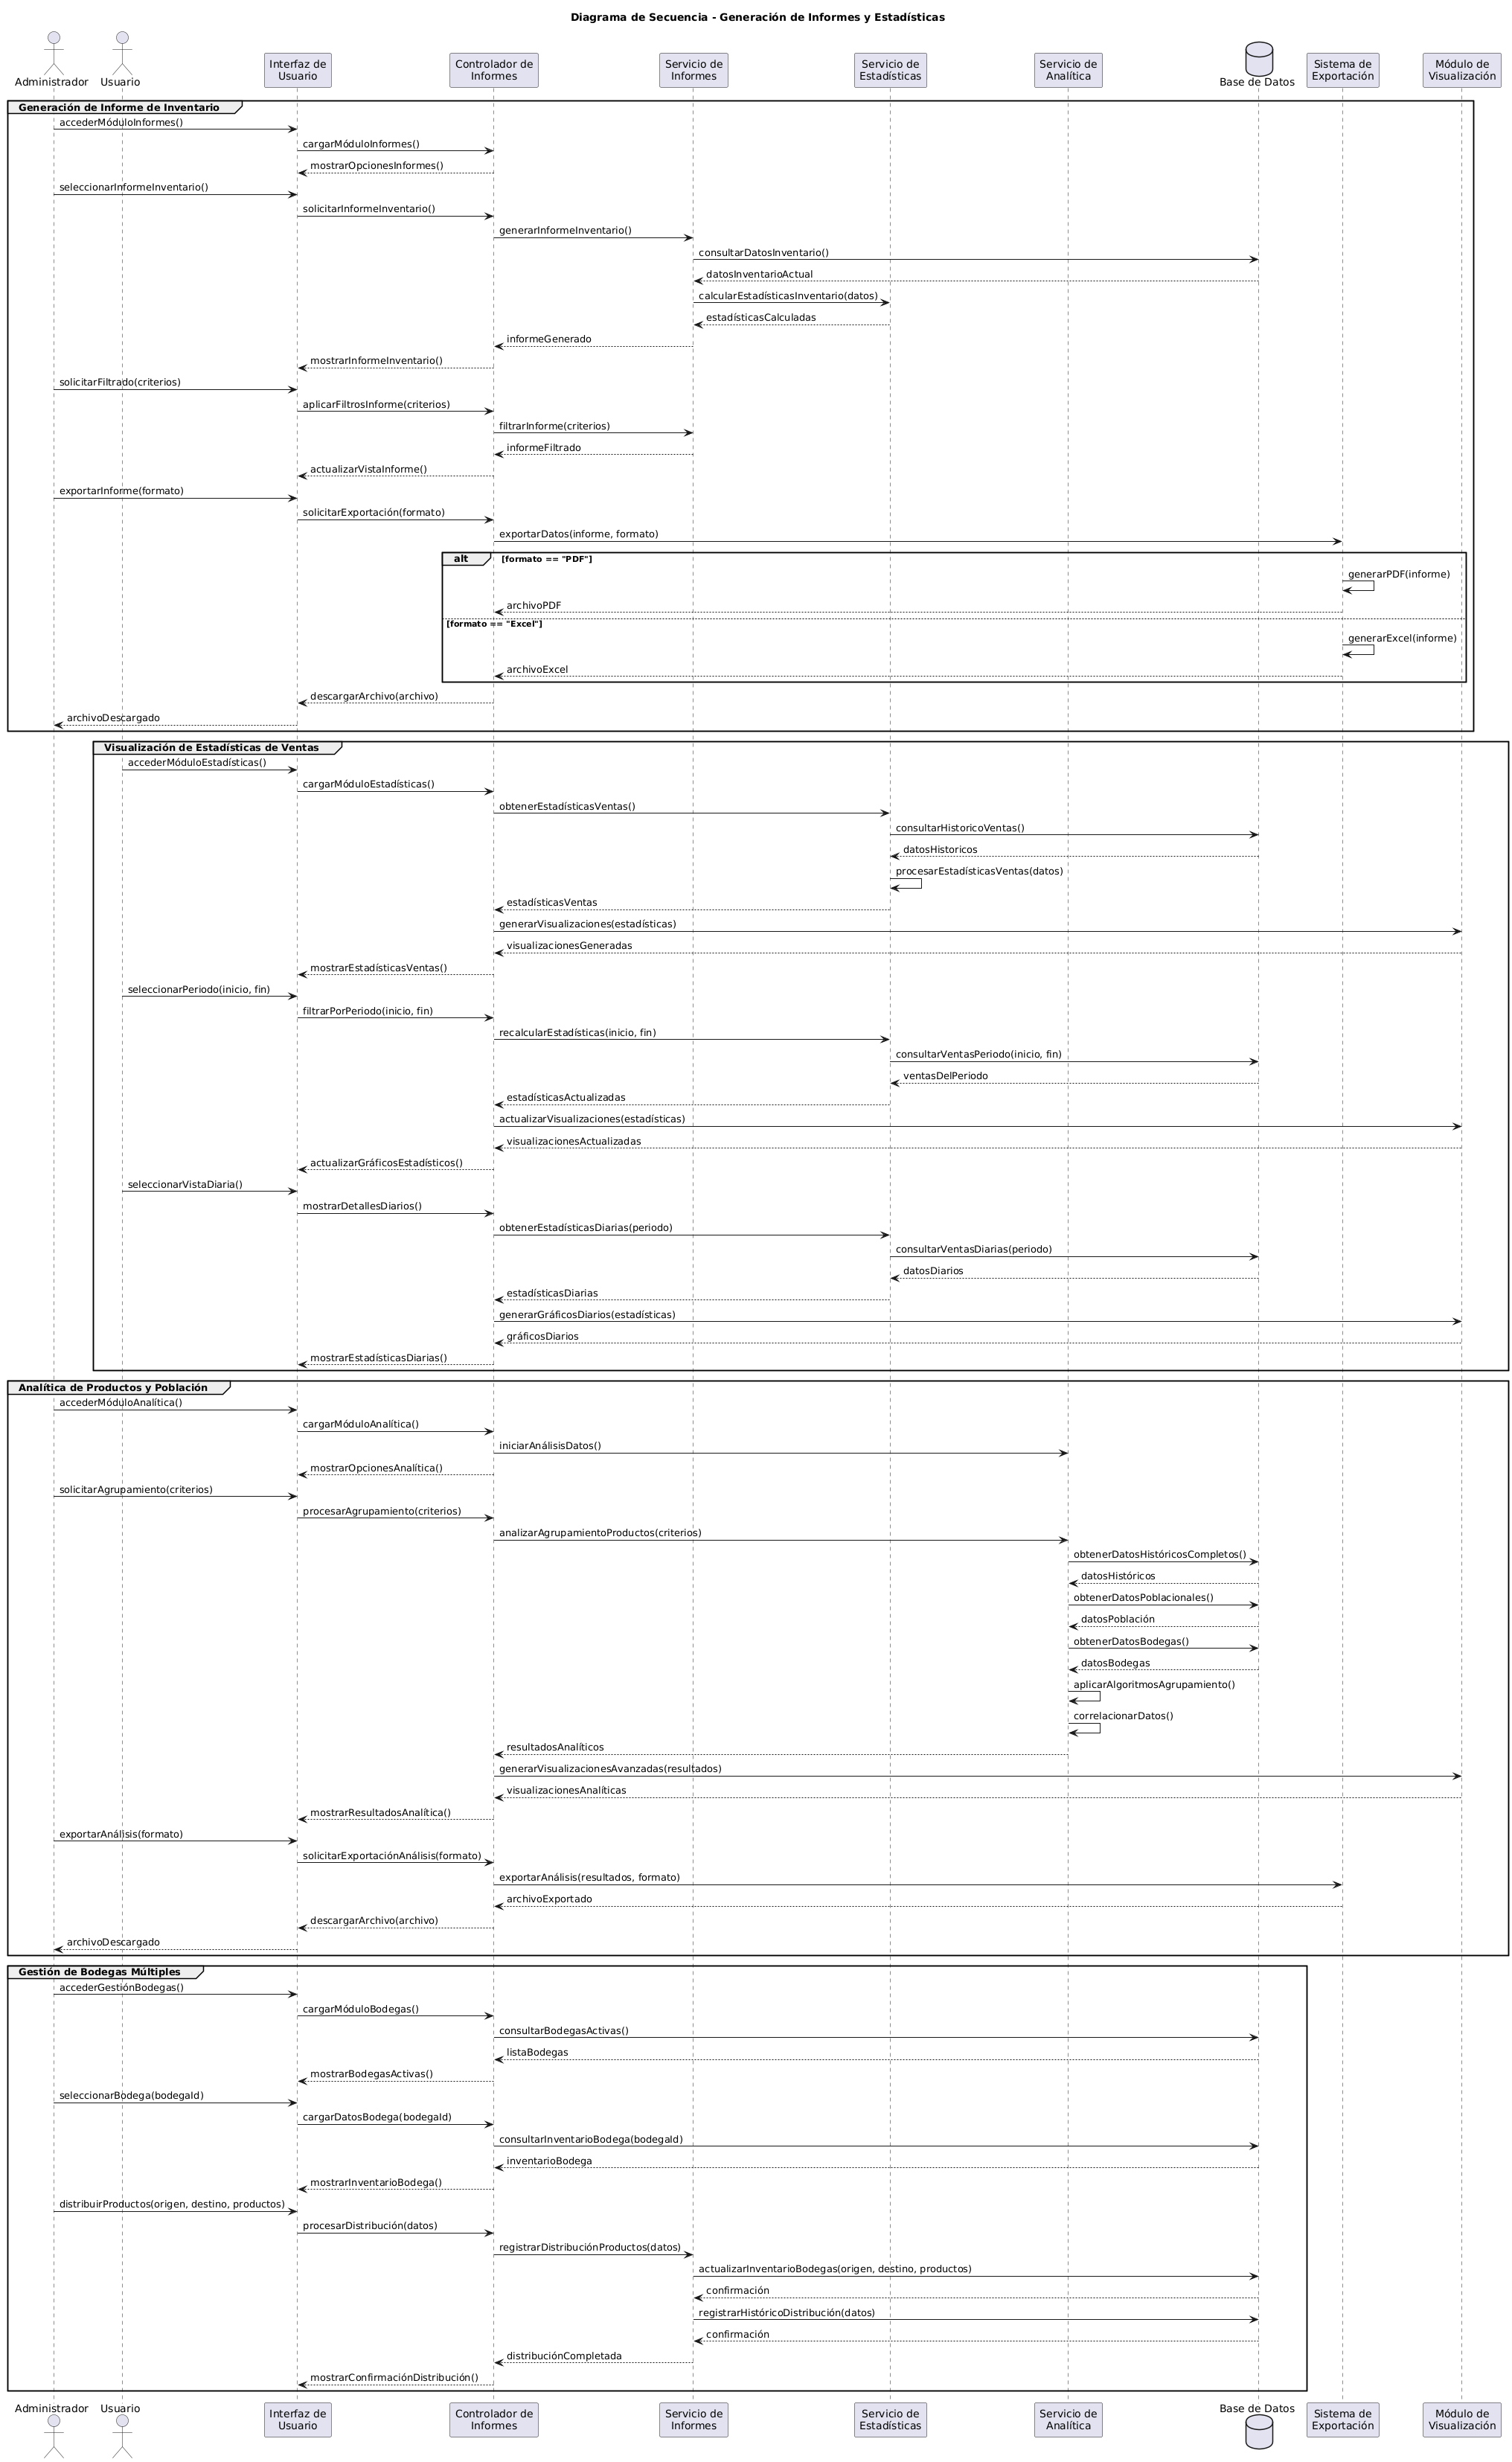 Diagrama de Secuencia - Generación de Informes y Estadísticas
Administrador
Usuario
Interfaz de
Usuario
Controlador de
Informes
Servicio de
Informes
Servicio de
Estadísticas
Servicio de
Analítica
Base de Datos
Sistema de
Exportación
Módulo de
Visualización
Generación de Informe de Inventario
accederMóduloInformes()
cargarMóduloInformes()
mostrarOpcionesInformes()
seleccionarInformeInventario()
solicitarInformeInventario()
generarInformeInventario()
consultarDatosInventario()
datosInventarioActual
calcularEstadísticasInventario(datos)
estadísticasCalculadas
informeGenerado
mostrarInformeInventario()
solicitarFiltrado(criterios)
aplicarFiltrosInforme(criterios)
filtrarInforme(criterios)
informeFiltrado
actualizarVistaInforme()
exportarInforme(formato)
solicitarExportación(formato)
exportarDatos(informe, formato)
alt [formato == "PDF"]
generarPDF(informe)
archivoPDF
[formato == "Excel"]
generarExcel(informe)
archivoExcel
descargarArchivo(archivo)
archivoDescargado
Visualización de Estadísticas de Ventas
accederMóduloEstadísticas()
cargarMóduloEstadísticas()
obtenerEstadísticasVentas()
consultarHistoricoVentas()
datosHistoricos
procesarEstadísticasVentas(datos)
estadísticasVentas
generarVisualizaciones(estadísticas)
visualizacionesGeneradas
mostrarEstadísticasVentas()
seleccionarPeriodo(inicio, fin)
filtrarPorPeriodo(inicio, fin)
recalcularEstadísticas(inicio, fin)
consultarVentasPeriodo(inicio, fin)
ventasDelPeriodo
estadísticasActualizadas
actualizarVisualizaciones(estadísticas)
visualizacionesActualizadas
actualizarGráficosEstadísticos()
seleccionarVistaDiaria()
mostrarDetallesDiarios()
obtenerEstadísticasDiarias(periodo)
consultarVentasDiarias(periodo)
datosDiarios
estadísticasDiarias
generarGráficosDiarios(estadísticas)
gráficosDiarios
mostrarEstadísticasDiarias()
Analítica de Productos y Población
accederMóduloAnalítica()
cargarMóduloAnalítica()
iniciarAnálisisDatos()
mostrarOpcionesAnalítica()
solicitarAgrupamiento(criterios)
procesarAgrupamiento(criterios)
analizarAgrupamientoProductos(criterios)
obtenerDatosHistóricosCompletos()
datosHistóricos
obtenerDatosPoblacionales()
datosPoblación
obtenerDatosBodegas()
datosBodegas
aplicarAlgoritmosAgrupamiento()
correlacionarDatos()
resultadosAnalíticos
generarVisualizacionesAvanzadas(resultados)
visualizacionesAnalíticas
mostrarResultadosAnalítica()
exportarAnálisis(formato)
solicitarExportaciónAnálisis(formato)
exportarAnálisis(resultados, formato)
archivoExportado
descargarArchivo(archivo)
archivoDescargado
Gestión de Bodegas Múltiples
accederGestiónBodegas()
cargarMóduloBodegas()
consultarBodegasActivas()
listaBodegas
mostrarBodegasActivas()
seleccionarBodega(bodegaId)
cargarDatosBodega(bodegaId)
consultarInventarioBodega(bodegaId)
inventarioBodega
mostrarInventarioBodega()
distribuirProductos(origen, destino, productos)
procesarDistribución(datos)
registrarDistribuciónProductos(datos)
actualizarInventarioBodegas(origen, destino, productos)
confirmación
registrarHistóricoDistribución(datos)
confirmación
distribuciónCompletada
mostrarConfirmaciónDistribución()
Administrador
Usuario
Interfaz de
Usuario
Controlador de
Informes
Servicio de
Informes
Servicio de
Estadísticas
Servicio de
Analítica
Base de Datos
Sistema de
Exportación
Módulo de
Visualización